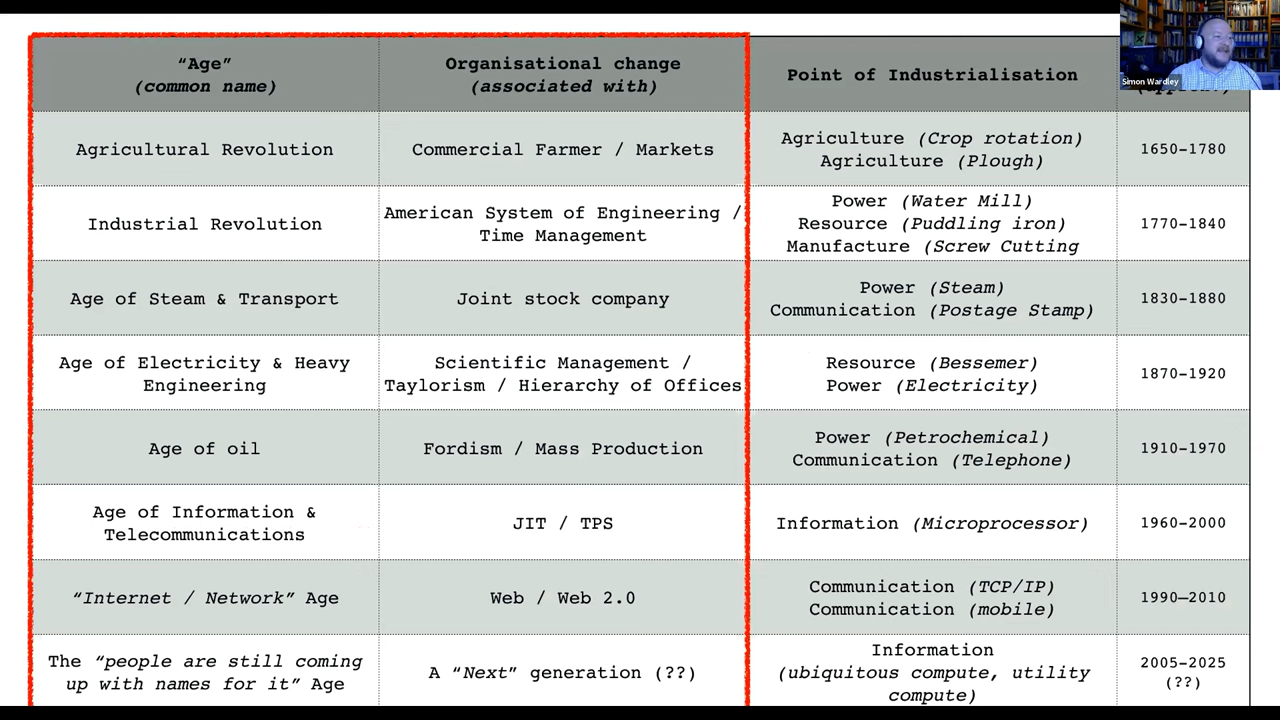 “Age”
(common name)
Organisational change
(associated with)
Point of Industrialisation
Simon Wardley
Agricultural Revolution
Commercial Farmer / Markets
Agriculture (Crop rotation)
Agriculture (Plough)
1650-1780
Industrial Revolution
American System of Engineering /
Time Management
Power (Water Mill)
Resource (Puddling iron)
Manufacture (Screw Cutting
1770-1840
Age of Steam & Transport
Joint stock company
Power (Steam)
Communication (Postage Stamp)
1830-1880
Age of Electricity & Heavy
Engineering
Scientific Management /
Taylorism / Hierarchy of Offices
Resource (Bessemer)
Power (Electricity)
1870-1920
Age of oil
Fordism / Mass Production
Power (Petrochemical)
Communication (Telephone)
1910-1970
Age of Information &
Telecommunications
JIT / TPS
Information (Microprocessor)
1960-2000
“Internet / Network” Age
Web / Web 2.0
Communication (TCP/IP)
Communication (mobile)
1990—2010
The “people are still coming
up with names for it” Age
A “Next” generation (??)
Information
(ubiquitous compute, utility
compute)
2005-2025
(??)